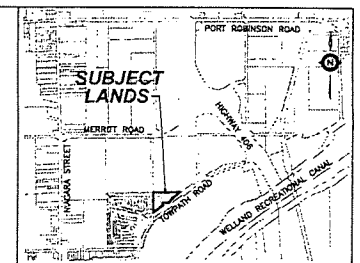 PORT ROBINSON ROAD
N
SUBJECT
LANDS
HIGHWAY 406
MERRITT ROAD
NIAGARA STREET
TOWPATH ROAD
WELLAND RECREATIONAL CANAL